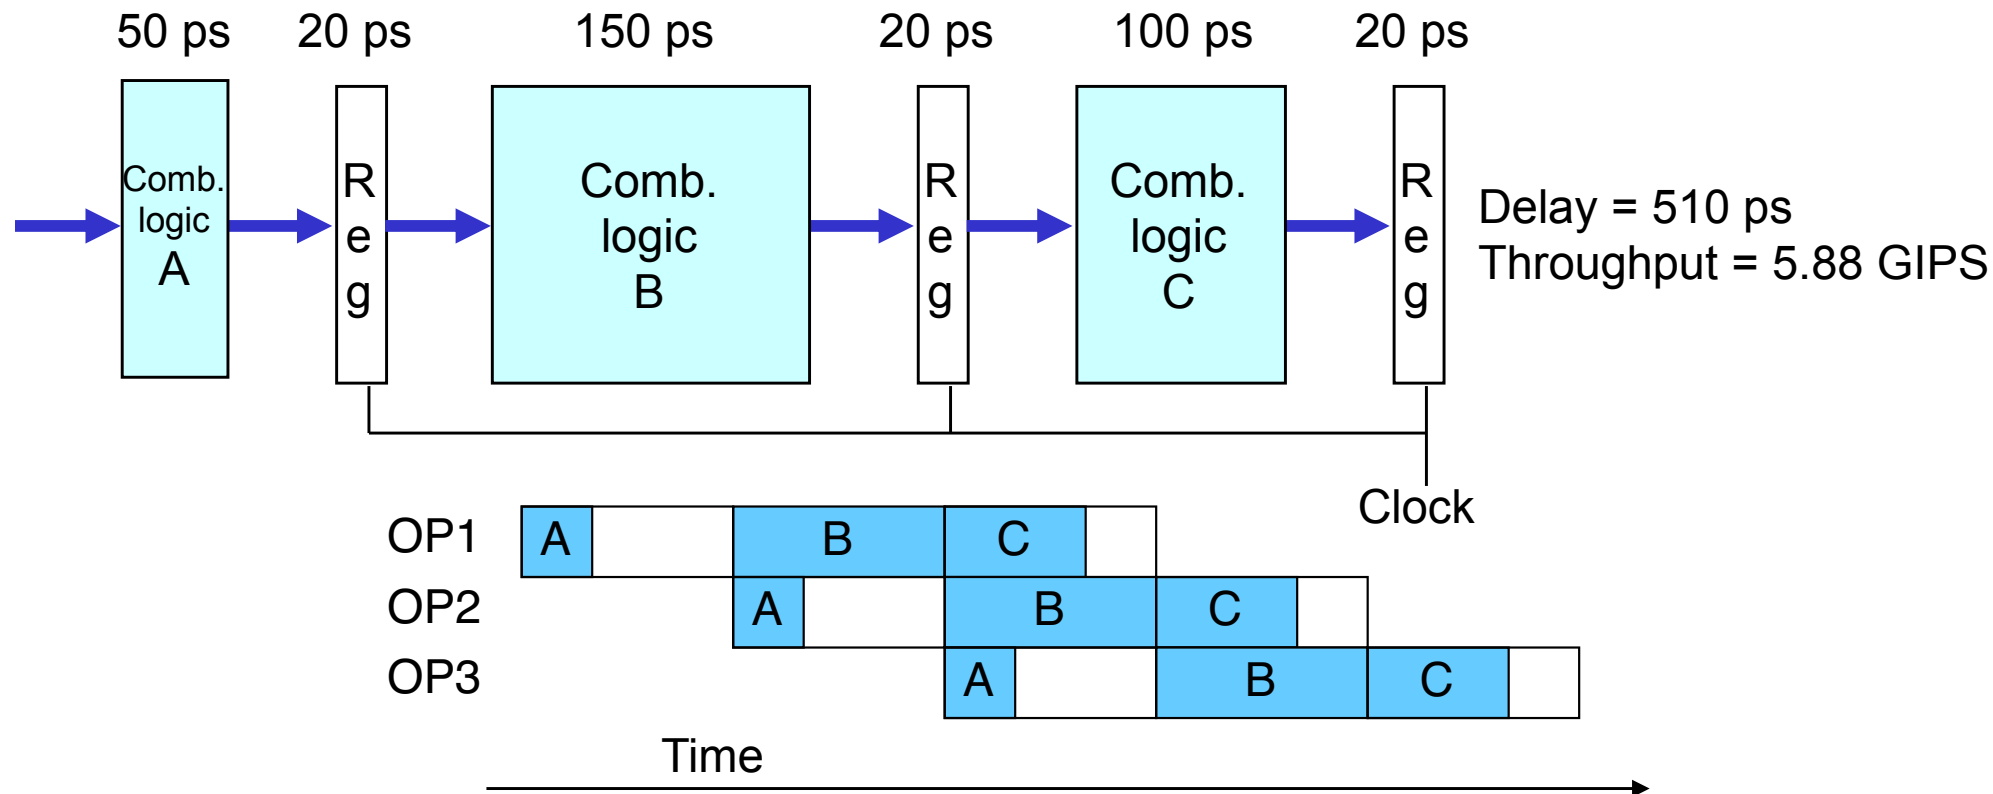 50 ps 20 ps 150 ps 20 ps 100 ps 20 ps
Comb.
logic
A
R
e
g
Comb.
logic
B
R
e
g
Comb.
logic
C
R
e
g
Delay = 510 ps
Throughput = 5.88 GIPS
Clock
OP1 A B C
OP2 A B C
OP3 A B C
Time